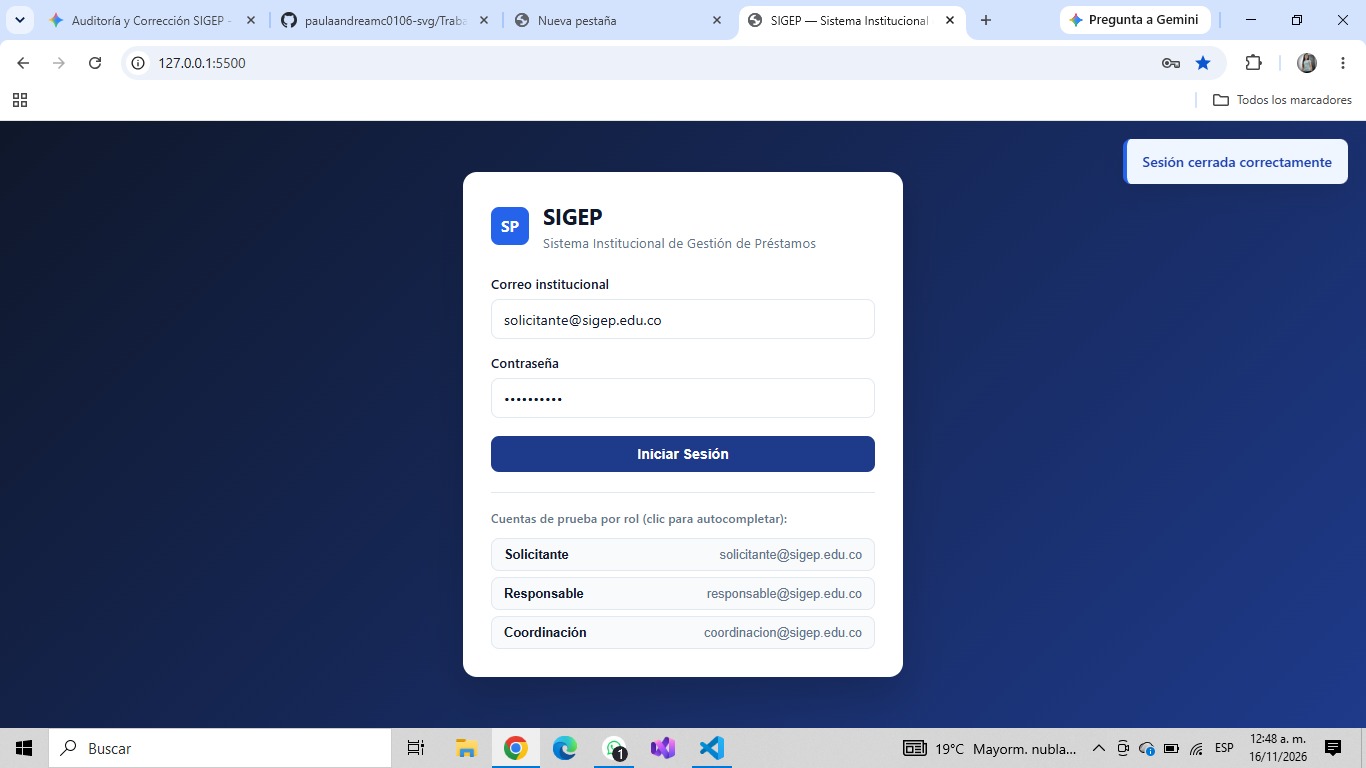 Auditoría y Corrección SIGEP -
paulaandreamc0106-svg/Traba
Nueva pestaña
SIGEP — Sistema Institucional
Pregunta a Gemini
127.0.0.1:5500
Todos los marcadores
Sesión cerrada correctamente
SP
SIGEP
Sistema Institucional de Gestión de Préstamos
Correo institucional
solicitante@sigep.edu.co
Contraseña
••••••••••
Iniciar Sesión
Cuentas de prueba por rol (clic para autocompletar):
Solicitante solicitante@sigep.edu.co
Responsable responsable@sigep.edu.co
Coordinación coordinacion@sigep.edu.co
Buscar
1
19°C Mayorm. nubla...
ESP
12:48 a. m.
16/11/2026